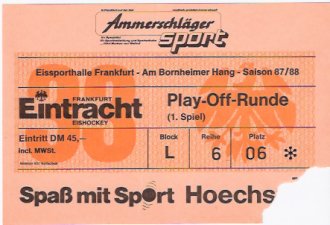 Ammerschläger
sport
Eissporthalle Frankfurt - Am Bornheimer Hang - Saison 87/88
50
FRANKFURT
Eintracht
EISHOCKEY
Play-Off-Runde
(1. Spiel)
Eintritt DM 45,–
incl. MWSt.
Block Reihe Platz
L 6 06 ✻
Spaß mit Sport Hoechs